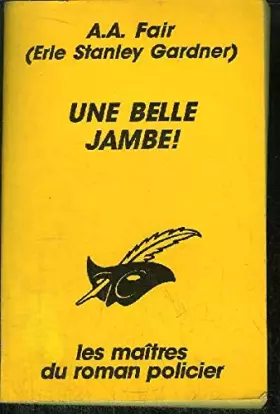 A.A. Fair
(Erle Stanley Gardner)
UNE BELLE
JAMBE!
les maîtres
du roman policier